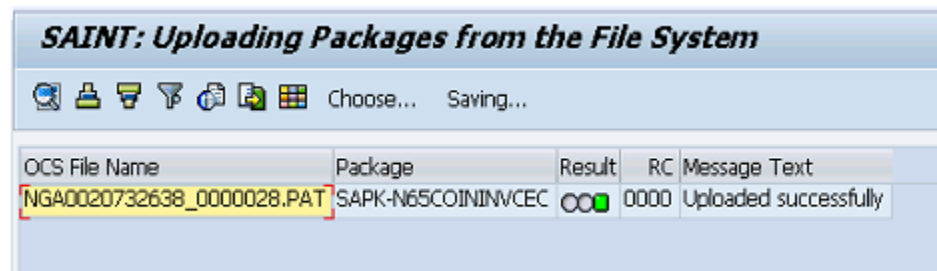 SAINT: Uploading Packages from the File System
Choose... Saving...
OCS File Name Package Result RC Message Text
NGA0020732638_0000028.PAT SAPK-N65COININVCEC 0000 Uploaded successfully